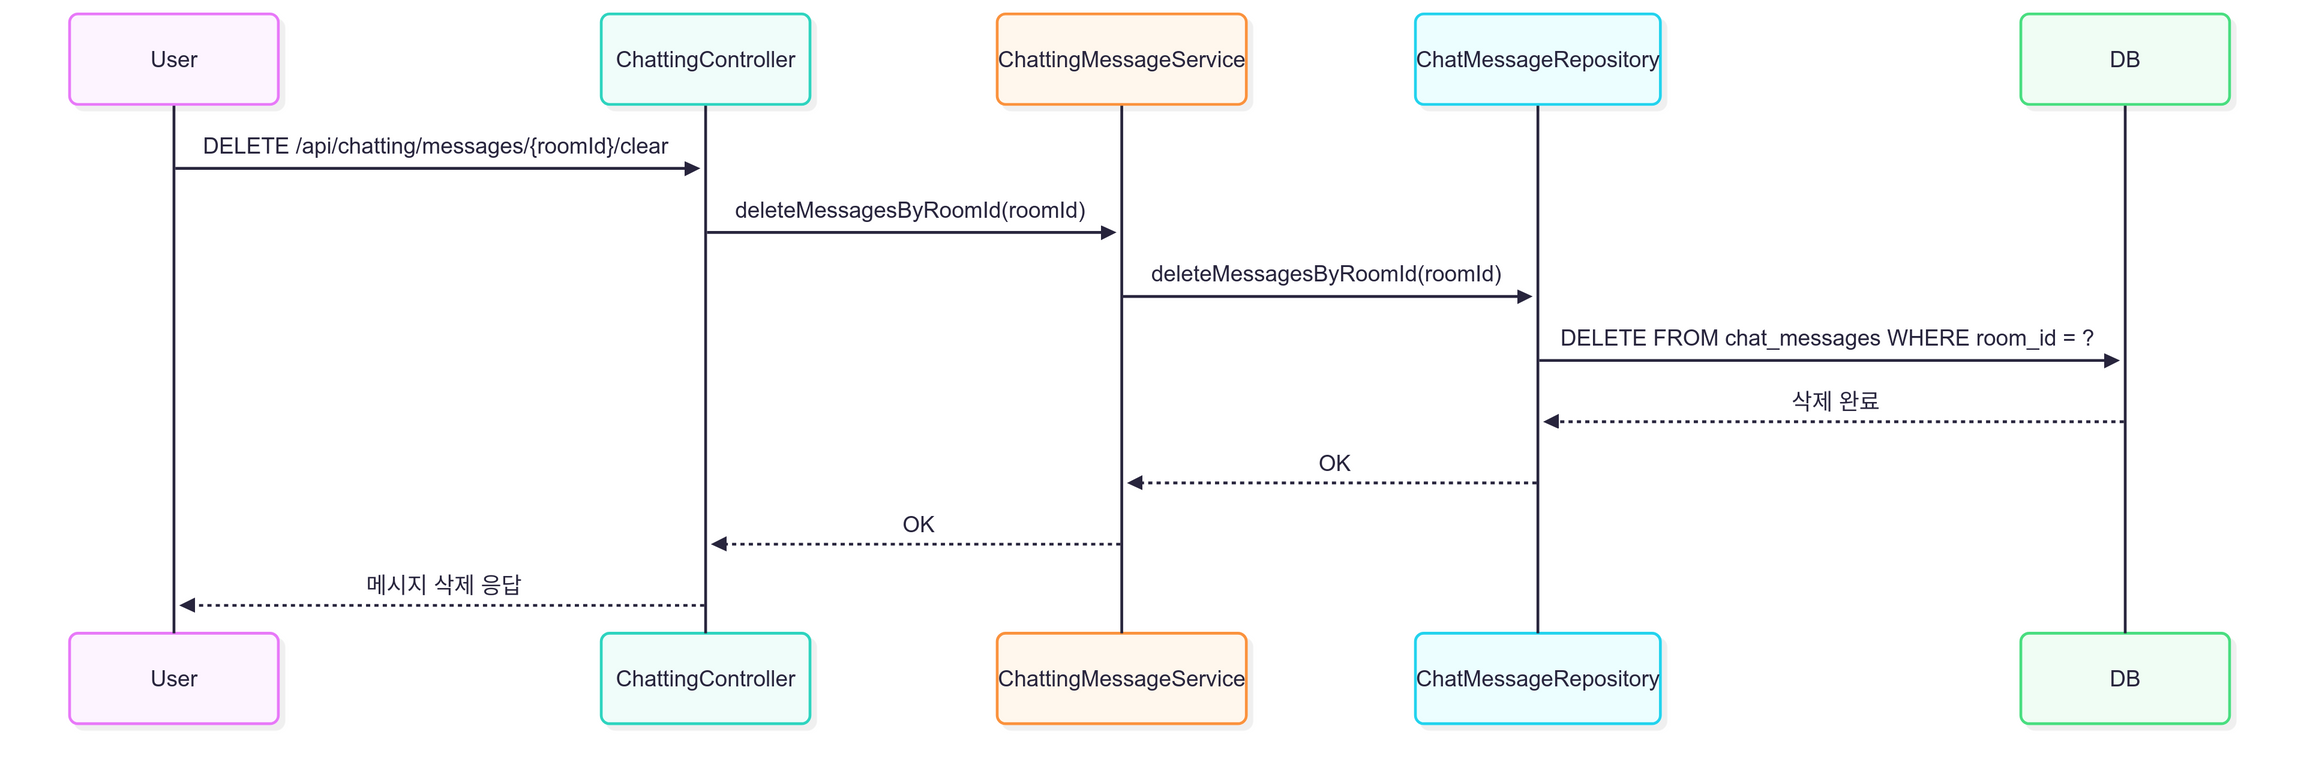 User
ChattingController
ChattingMessageService
ChatMessageRepository
DB
DELETE /api/chatting/messages/{roomId}/clear
deleteMessagesByRoomId(roomId)
deleteMessagesByRoomId(roomId)
DELETE FROM chat_messages WHERE room_id = ?
삭제 완료
OK
OK
메시지 삭제 응답
User
ChattingController
ChattingMessageService
ChatMessageRepository
DB